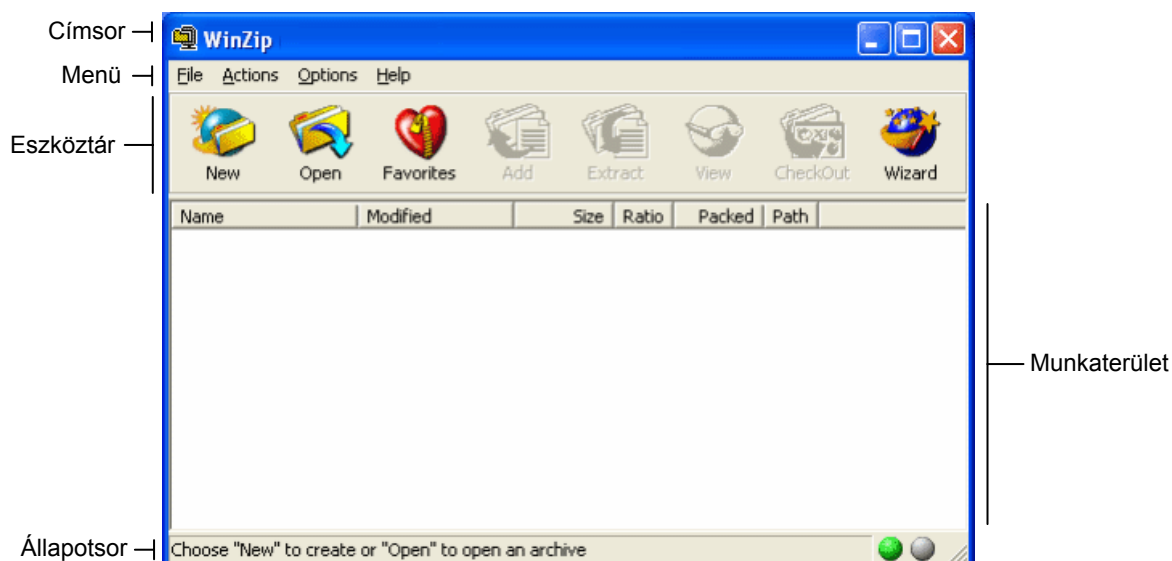 Címsor
WinZip
Menü
File Actions Options Help
Eszköztár
New Open Favorites Add Extract View CheckOut Wizard
Name Modified Size Ratio Packed Path
Munkaterület
Állapotsor
Choose "New" to create or "Open" to open an archive